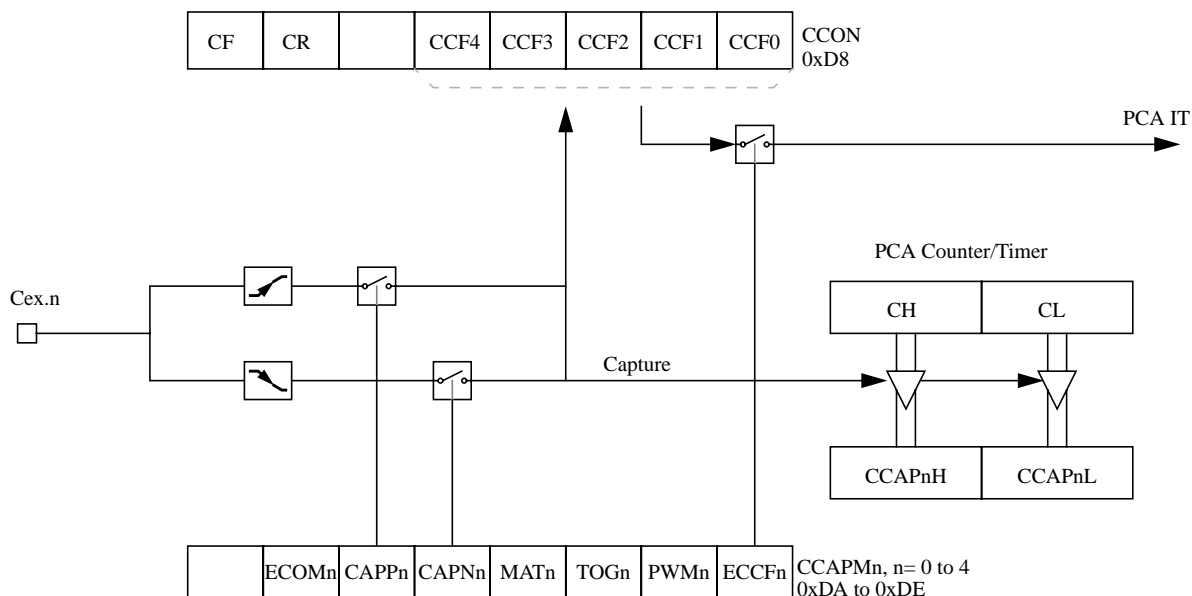 CF CR CCF4 CCF3 CCF2 CCF1 CCF0 CCON
0xD8
PCA IT
PCA Counter/Timer
Cex.n
CH CL
Capture
CCAPnH CCAPnL
ECOMn CAPPn CAPNn MATn TOGn PWMn ECCFn CCAPMn, n= 0 to 4
0xDA to 0xDE